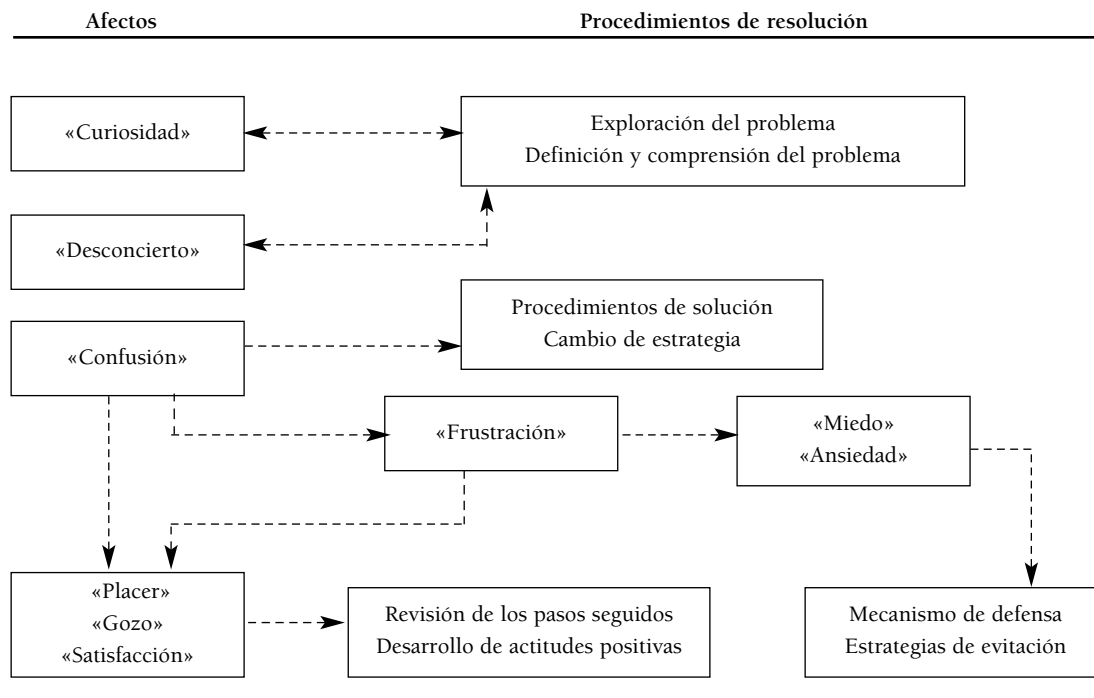 Afectos
Procedimientos de resolución
«Curiosidad»
Exploración del problema
Definición y comprensión del problema
«Desconcierto»
Procedimientos de solución
Cambio de estrategia
«Confusión»
«Frustración»
«Miedo»
«Ansiedad»
«Placer»
«Gozo»
«Satisfacción»
Revisión de los pasos seguidos
Desarrollo de actitudes positivas
Mecanismo de defensa
Estrategias de evitación